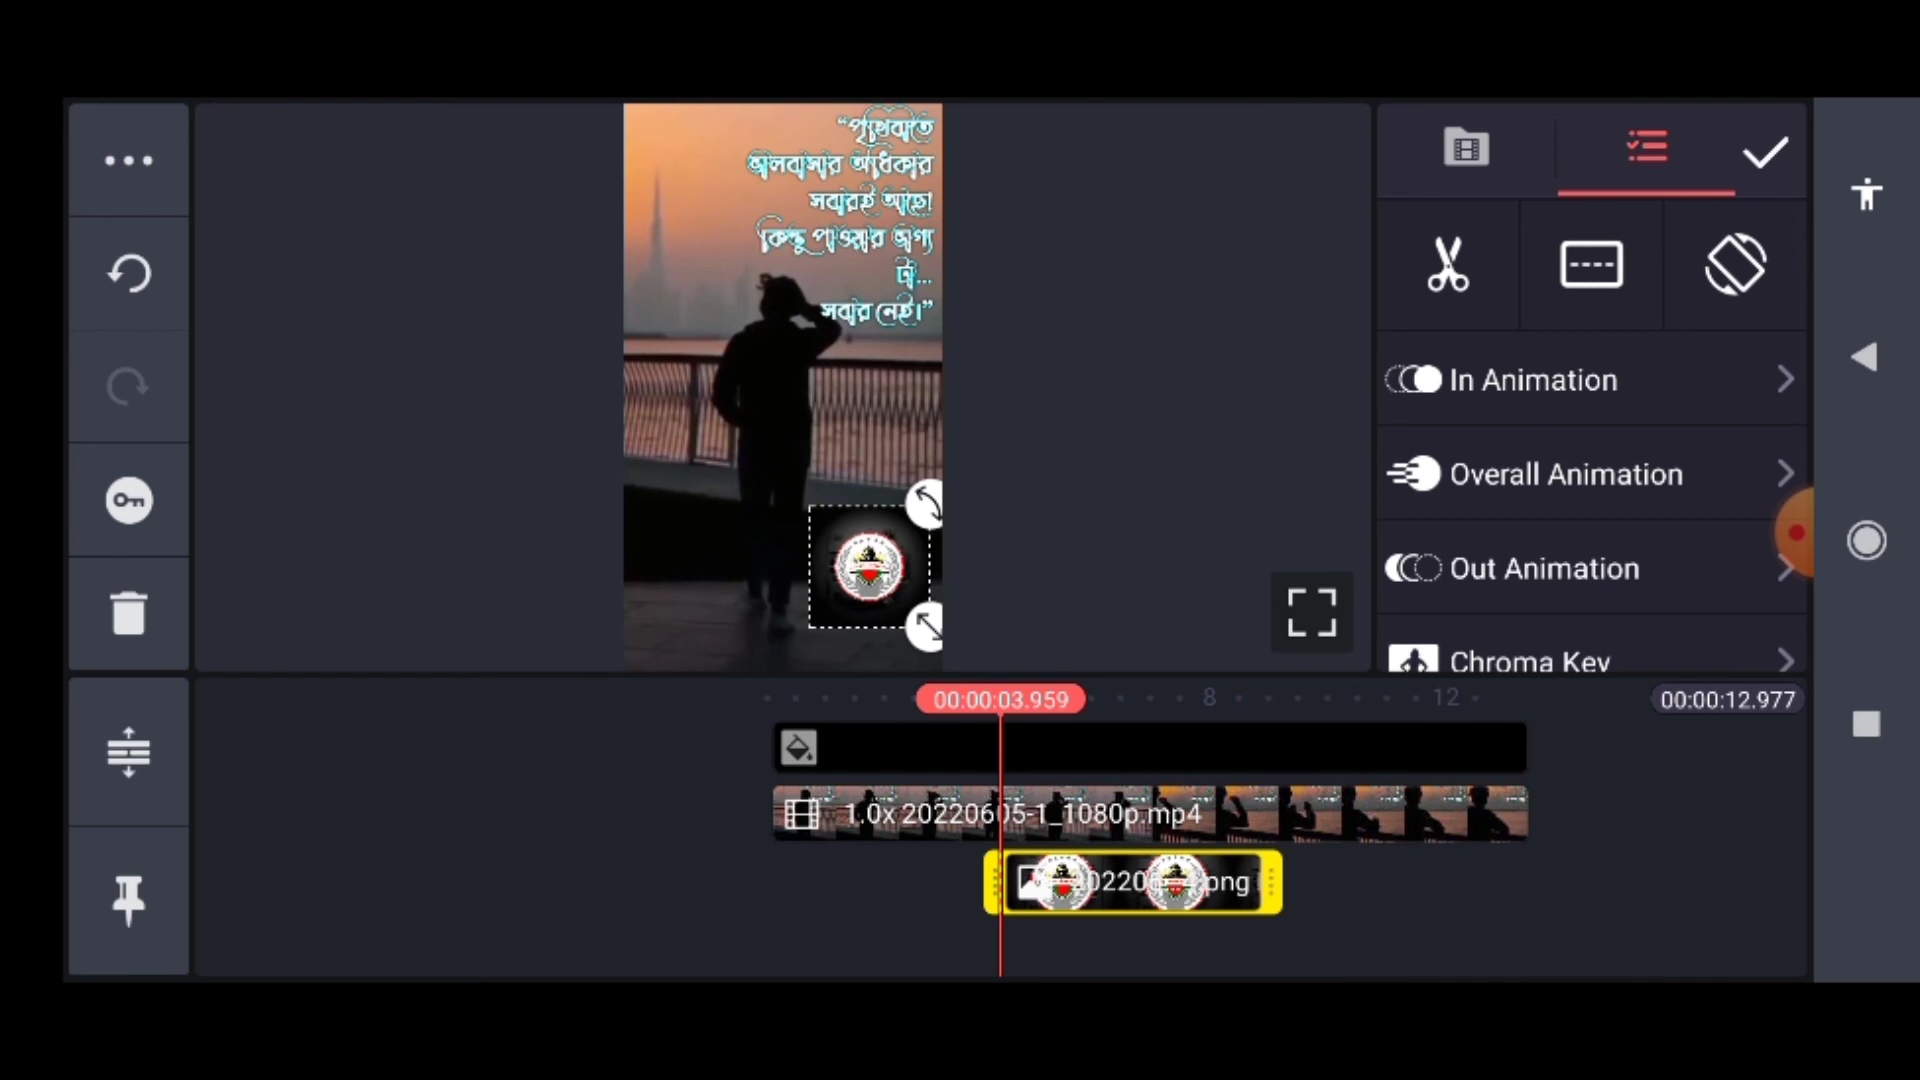 “পৃথিবীতে
ভালবাসার অধিকার
সবারই আছে।
কিন্তু পাওয়ার ভাগ্য
টা...
সবার নেই।”
In Animation
Overall Animation
Out Animation
Chroma Key
00:00:03.959
8
12
00:00:12.977
1.0x 20220605-1_1080p.mp4
png